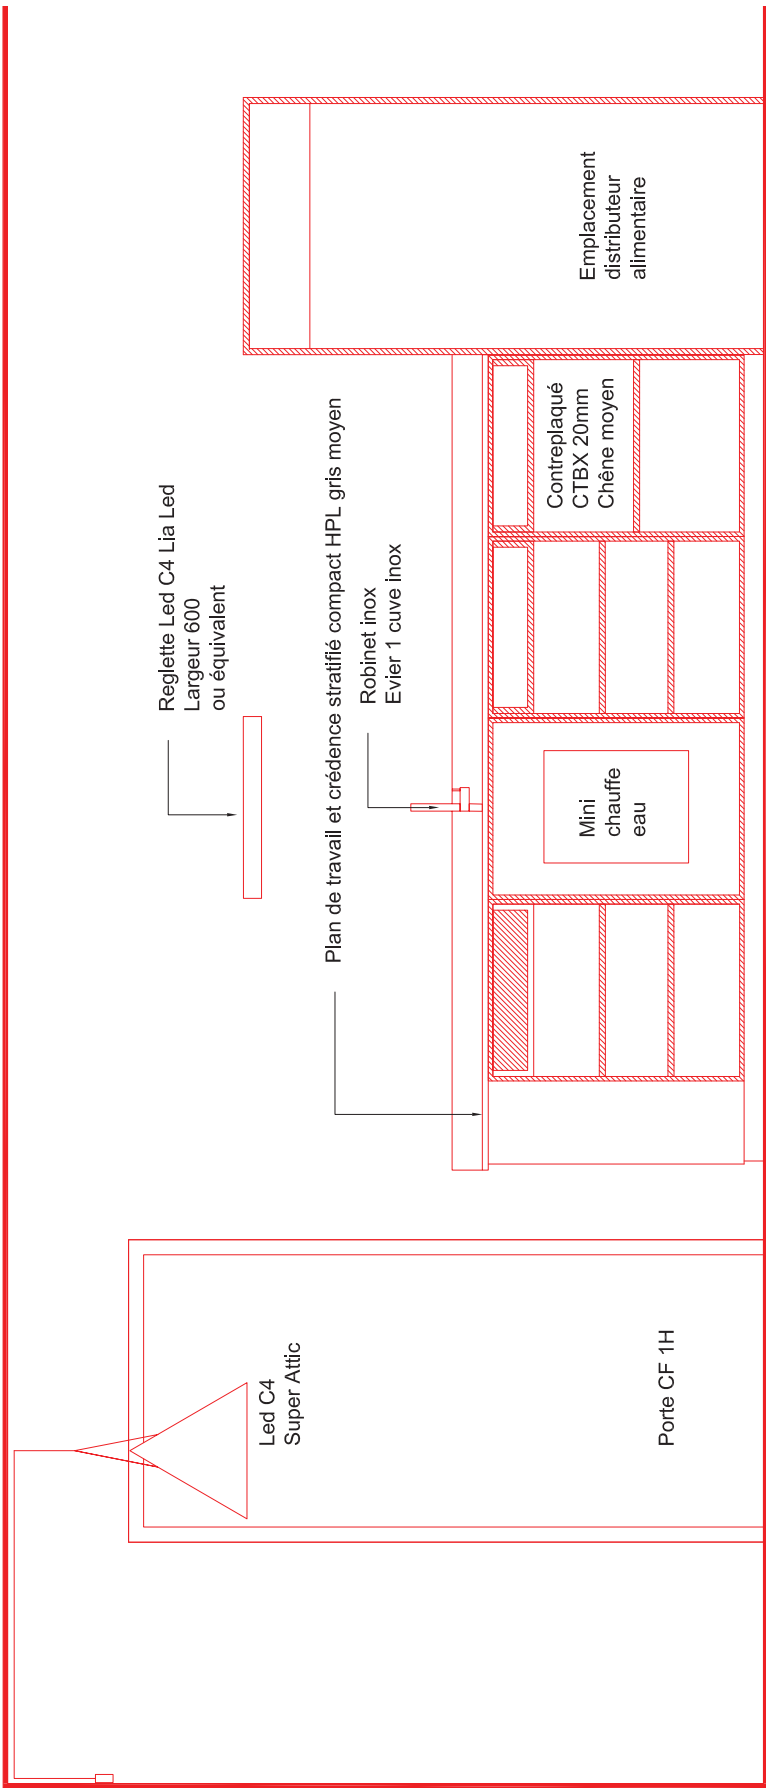 Led C4
Super Attic
Porte CF 1H
Reglette Led C4 Lia Led
Largeur 600
ou équivalent
Plan de travail et crédence stratifié compact HPL gris moyen
Robinet inox
Evier 1 cuve inox
Mini
chauffe
eau
Contreplaqué
CTBX 20mm
Chêne moyen
Emplacement
distributeur
alimentaire